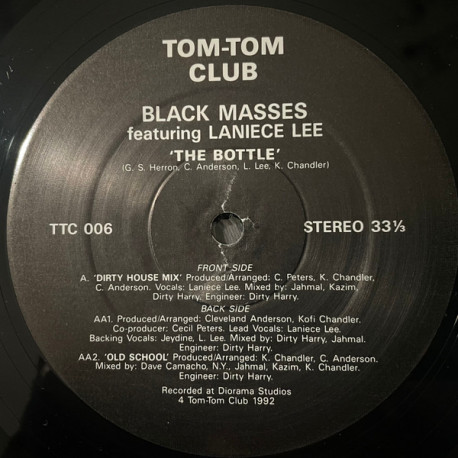 TOM-TOM
CLUB
BLACK MASSES
featuring LANIECE LEE
'THE BOTTLE'
(G. S. Herron, C. Anderson, L. Lee, K. Chandler)
TTC 006
STEREO 33⅓
FRONT SIDE
A. 'DIRTY HOUSE MIX' Produced/Arranged: C. Peters, K. Chandler,
C. Anderson. Vocals: Laniece Lee. Mixed by: Jahmal, Kazim,
Dirty Harry. Engineer: Dirty Harry.
BACK SIDE
AA1. Produced/Arranged: Cleveland Anderson, Kofi Chandler.
Co-producer: Cecil Peters. Lead Vocals: Laniece Lee.
Backing Vocals: Jeydine, L. Lee. Mixed by: Dirty Harry, Jahmal.
Engineer: Dirty Harry.
AA2. 'OLD SCHOOL' Produced/Arranged: K. Chandler, C. Anderson.
Mixed by: Dave Camacho, N.Y., Jahmal, Kazim, K. Chandler.
Engineer: Dirty Harry.
Recorded at Diorama Studios
4 Tom-Tom Club 1992